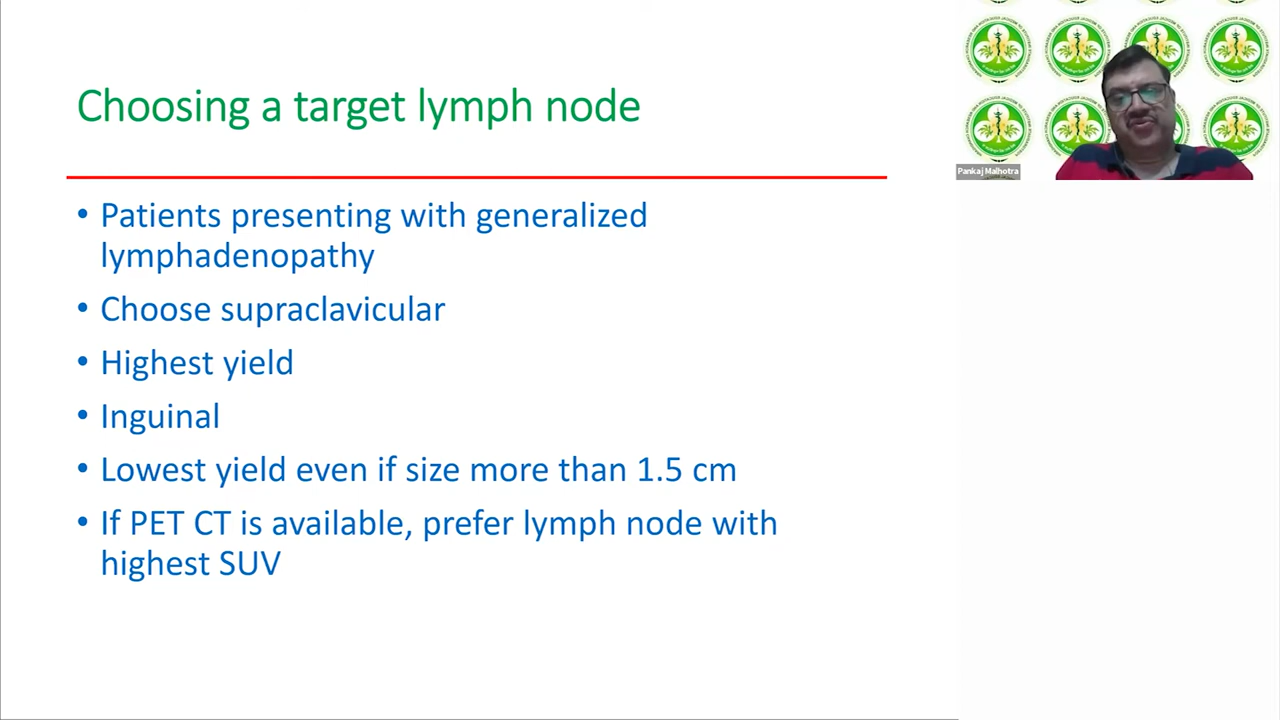 Choosing a target lymph node
• Patients presenting with generalized
lymphadenopathy
• Choose supraclavicular
• Highest yield
• Inguinal
• Lowest yield even if size more than 1.5 cm
• If PET CT is available, prefer lymph node with
highest SUV
Pankaj Malhotra